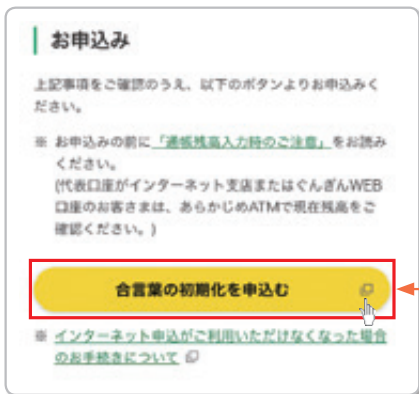 お申込み
上記事項をご確認のうえ、以下のボタンよりお申込みく
ださい。
※ お申込みの前に「通帳残高入力時のご注意」をお読み
ください。
(代表口座がインターネット支店またはぐんぎんWEB
口座のお客さまは、あらかじめATMで現在残高をご
確認ください。)
合言葉の初期化を申込む
※ インターネット申込がご利用いただけなくなった場合
のお手続きについて